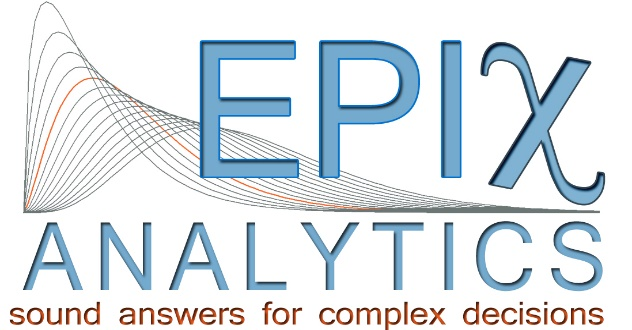 EPIχ
ANALYTICS
sound answers for complex decisions